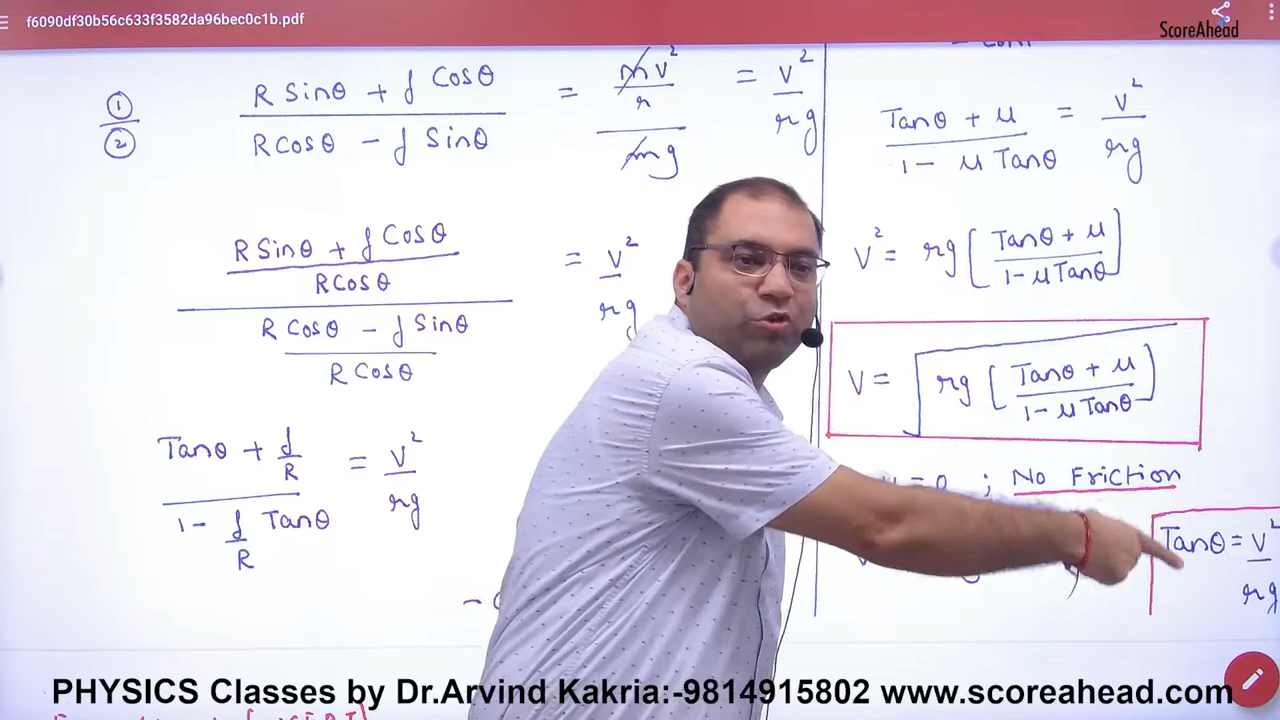 f6090df30b56c633f3582da96bec0c1b.pdf
ScoreAhead
① / ② (R Sinθ + f Cosθ) / (R Cosθ - f Sinθ) = (mv² / r) / (mg) = v² / rg
((R Sinθ + f Cosθ) / (R Cosθ)) / ((R Cosθ - f Sinθ) / (R Cosθ)) = v² / rg
(Tanθ + f/R) / (1 - f/R Tanθ) = v² / rg
(Tanθ + μ) / (1 - μ Tanθ) = v² / rg
v² = rg [ (Tanθ + μ) / (1 - μ Tanθ) ]
v = √( rg [ (Tanθ + μ) / (1 - μ Tanθ) ] )
μ = 0 ; No Friction
Tanθ = v² / rg
PHYSICS Classes by Dr.Arvind Kakria:-9814915802 www.scoreahead.com